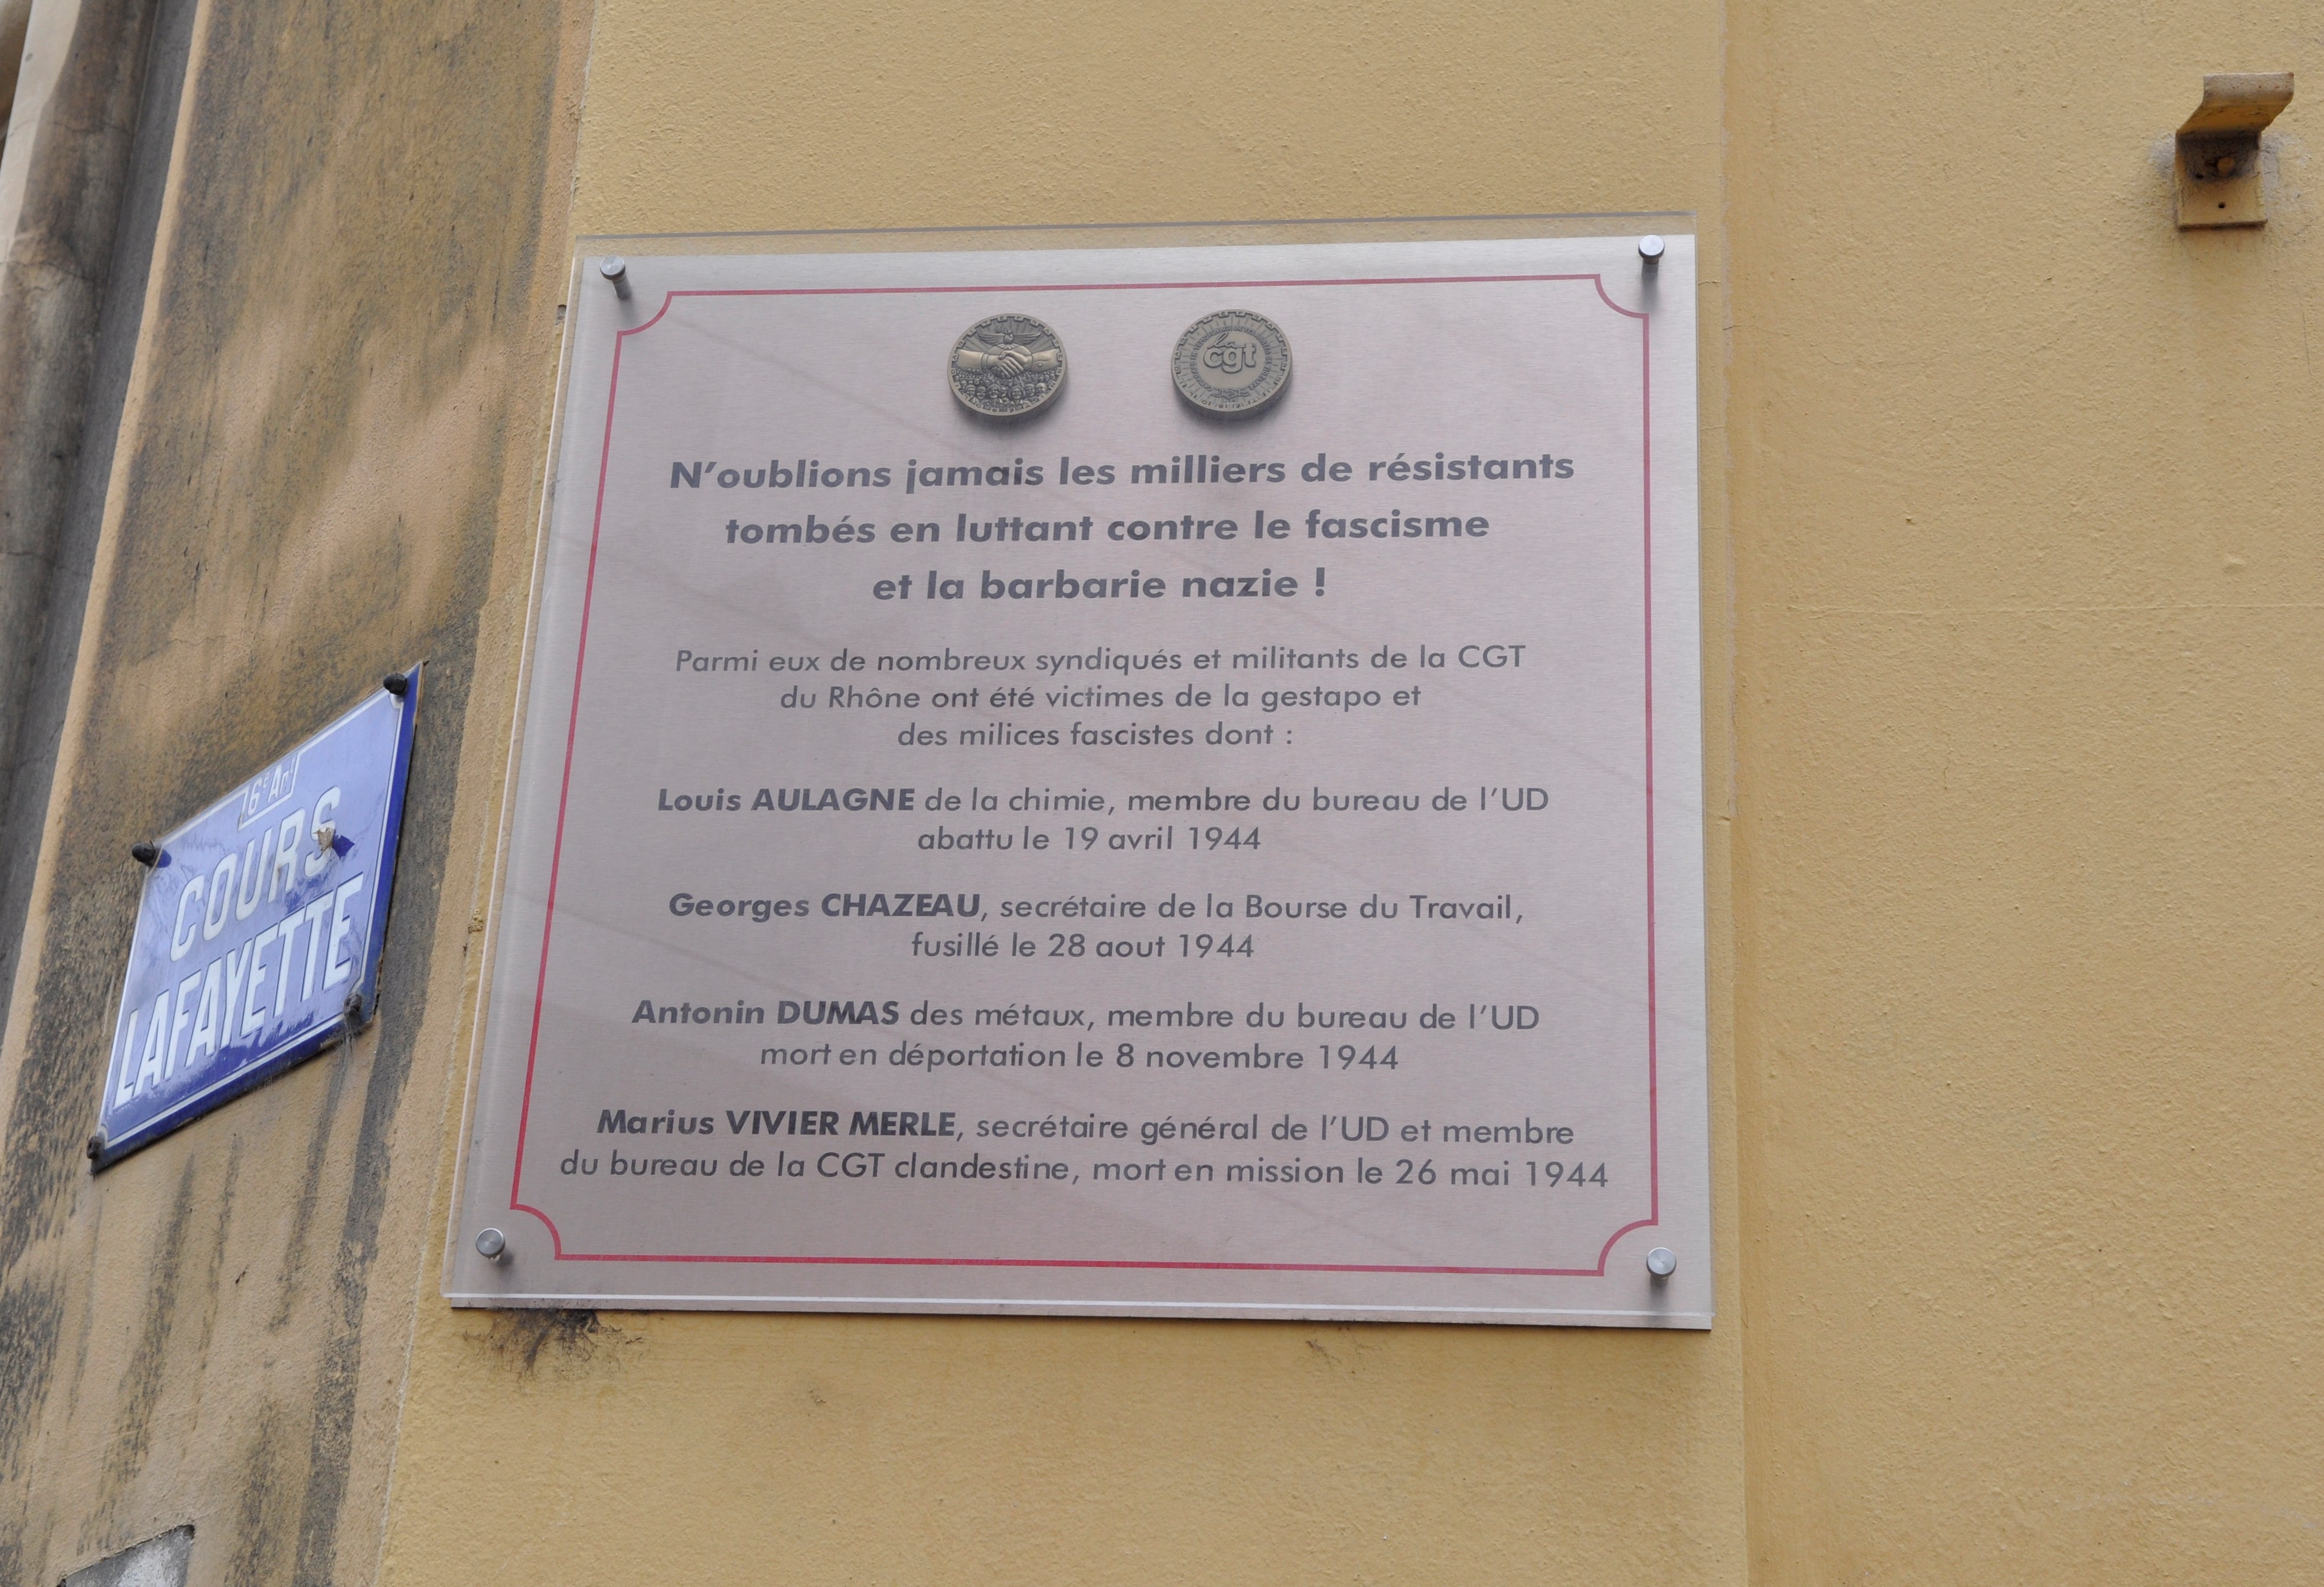 6e Arrt
COURS
LAFAYETTE
la
cgt
N'oublions jamais les milliers de résistants
tombés en luttant contre le fascisme
et la barbarie nazie !
Parmi eux de nombreux syndiqués et militants de la CGT
du Rhône ont été victimes de la gestapo et
des milices fascistes dont :
Louis AULAGNE de la chimie, membre du bureau de l'UD
abattu le 19 avril 1944
Georges CHAZEAU, secrétaire de la Bourse du Travail,
fusillé le 28 aout 1944
Antonin DUMAS des métaux, membre du bureau de l'UD
mort en déportation le 8 novembre 1944
Marius VIVIER MERLE, secrétaire général de l'UD et membre
du bureau de la CGT clandestine, mort en mission le 26 mai 1944